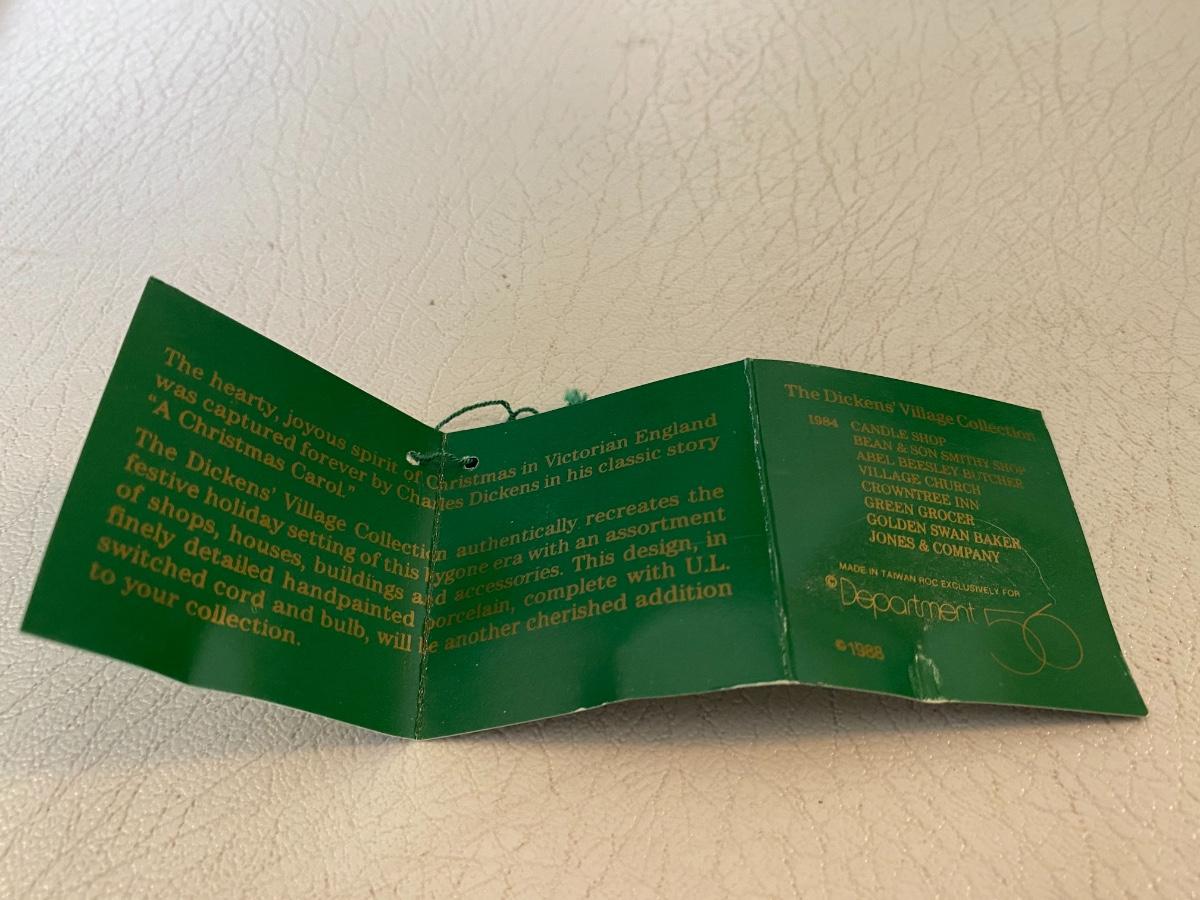 The hearty, joyous spirit of Christmas in Victorian England
was captured forever by Charles Dickens in his classic story
"A Christmas Carol."
The Dickens' Village Collection authentically recreates the
festive holiday setting of this bygone era with an assortment
of shops, houses, buildings and accessories. This design, in
finely detailed handpainted porcelain, complete with U.L.
switched cord and bulb, will be another cherished addition
to your collection.
The Dickens' Village Collection
1984 CANDLE SHOP
BEAN & SON SMITHY SHOP
ABEL BEESLEY BUTCHER
VILLAGE CHURCH
CROWNTREE INN
GREEN GROCER
GOLDEN SWAN BAKER
JONES & COMPANY
MADE IN TAIWAN ROC EXCLUSIVELY FOR
© Department 56
©1988